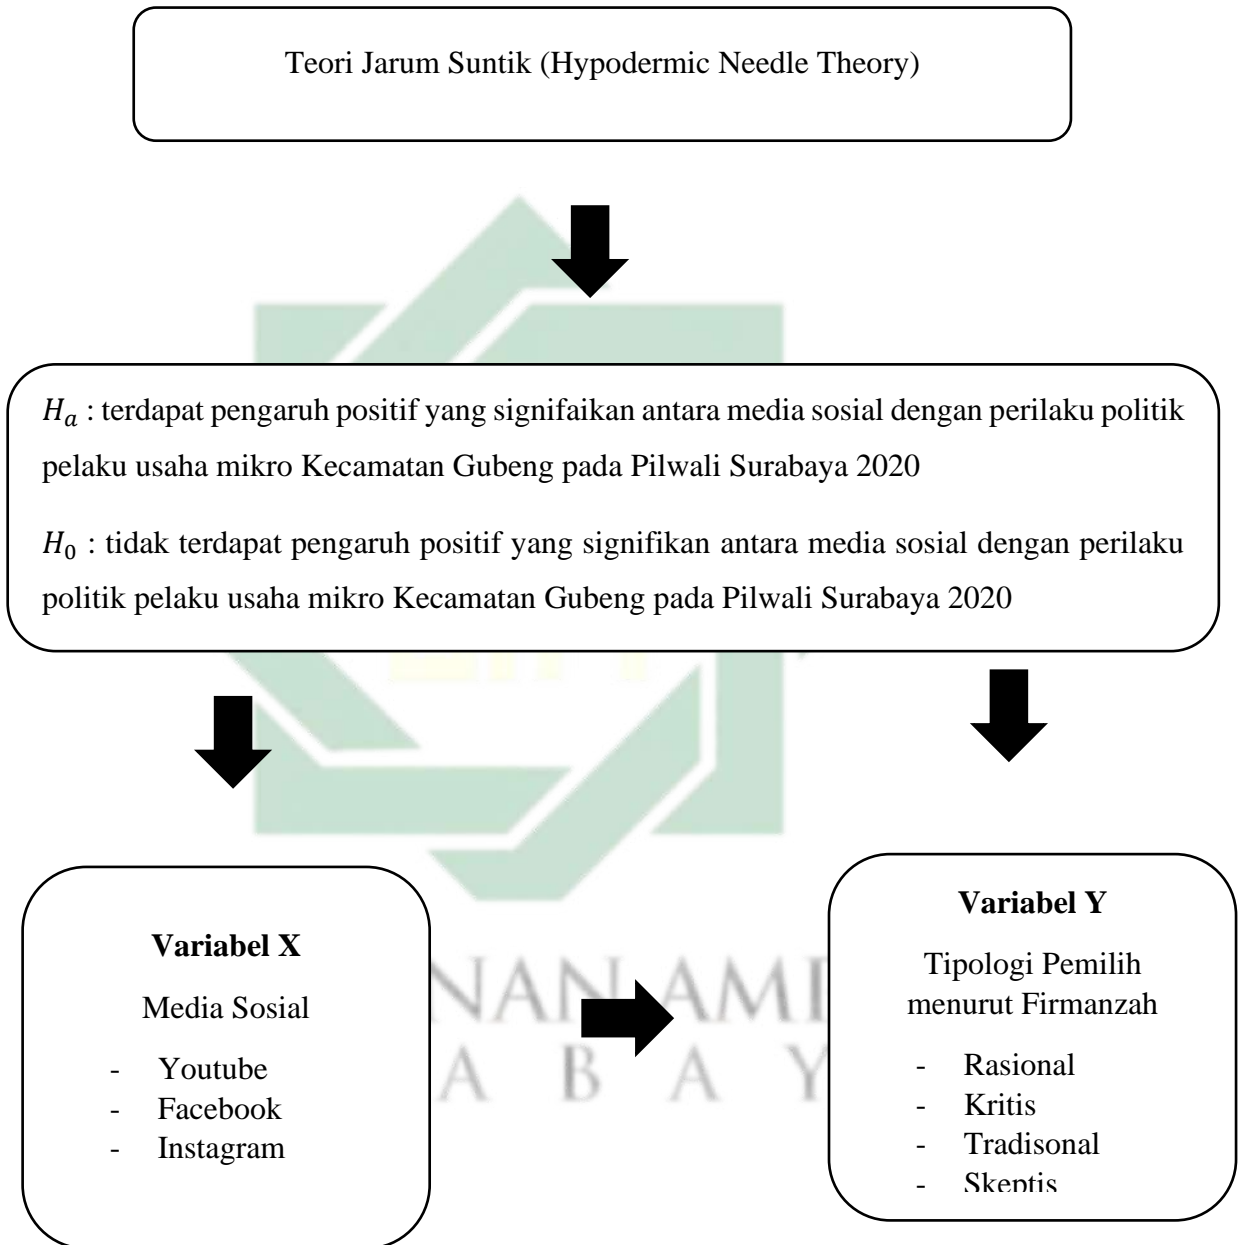 Teori Jarum Suntik (Hypodermic Needle Theory)
Hₐ : terdapat pengaruh positif yang signifaikan antara media sosial dengan perilaku politik
pelaku usaha mikro Kecamatan Gubeng pada Pilwali Surabaya 2020
H₀ : tidak terdapat pengaruh positif yang signifikan antara media sosial dengan perilaku
politik pelaku usaha mikro Kecamatan Gubeng pada Pilwali Surabaya 2020
Variabel X
Media Sosial
- Youtube
- Facebook
- Instagram
Variabel Y
Tipologi Pemilih
menurut Firmanzah
- Rasional
- Kritis
- Tradisonal
- Skeptis
NAN AM
A B A Y